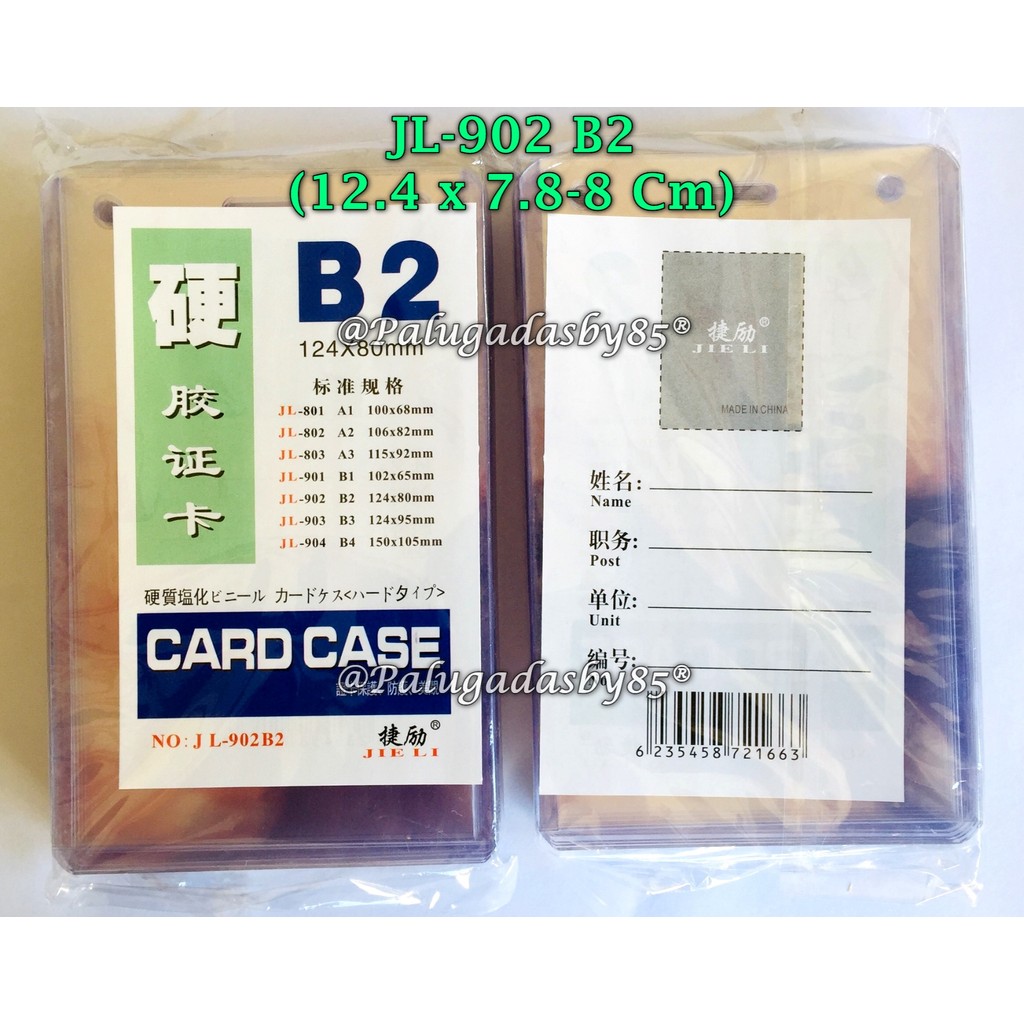 JL-902 B2
(12.4 x 7.8-8 Cm)
硬
胶
证
卡
B2
@Palugadasby85®
124X80mm
标准规格
JL-801 A1 100x68mm
JL-802 A2 106x82mm
JL-803 A3 115x92mm
JL-901 B1 102x65mm
JL-902 B2 124x80mm
JL-903 B3 124x95mm
JL-904 B4 150x105mm
硬質塩化ビニール カードケス<ハードタイプ>
CARD CASE
@Palugadasby85®
NO: JL-902B2
捷励®
JIE LI
捷励®
JIE LI
MADE IN CHINA
姓名:
Name
职务:
Post
单位:
Unit
编号:
6 235458 721663